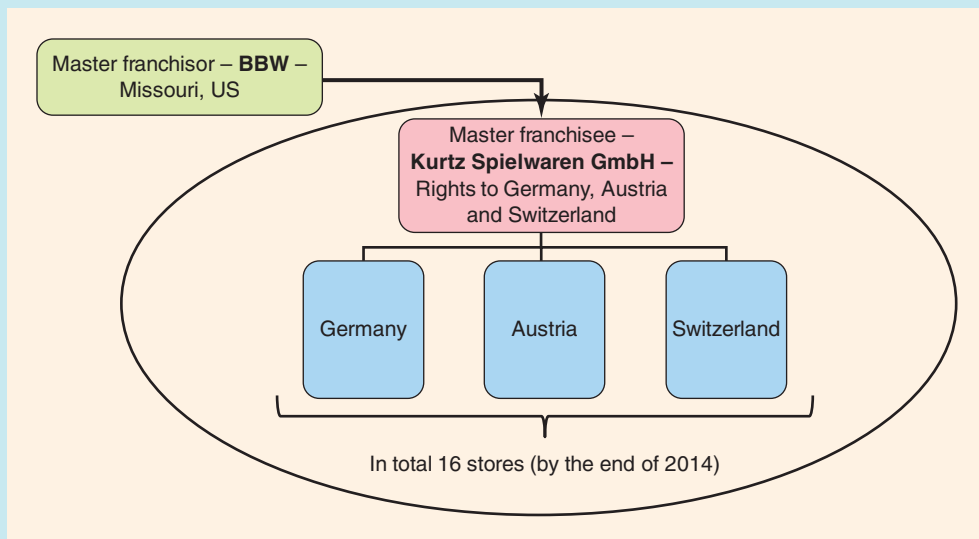 Master franchisor – BBW –
Missouri, US
Master franchisee –
Kurtz Spielwaren GmbH –
Rights to Germany, Austria
and Switzerland
Germany
Austria
Switzerland
In total 16 stores (by the end of 2014)